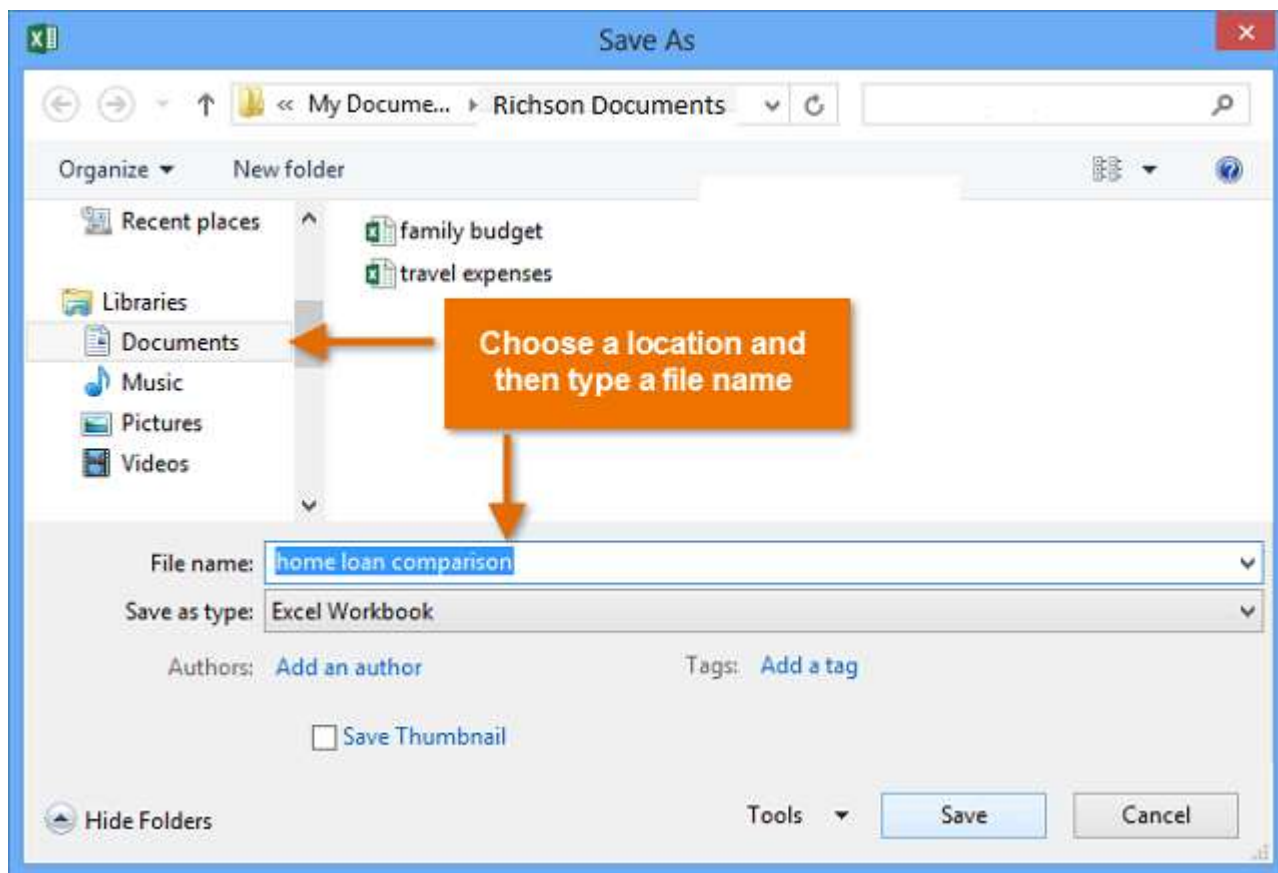 Save As
« My Docume... Richson Documents
Organize New folder
Recent places
family budget
travel expenses
Libraries
Documents
Music
Pictures
Videos
Choose a location and
then type a file name
File name: home loan comparison
Save as type: Excel Workbook
Authors: Add an author Tags: Add a tag
Save Thumbnail
Hide Folders Tools Save Cancel